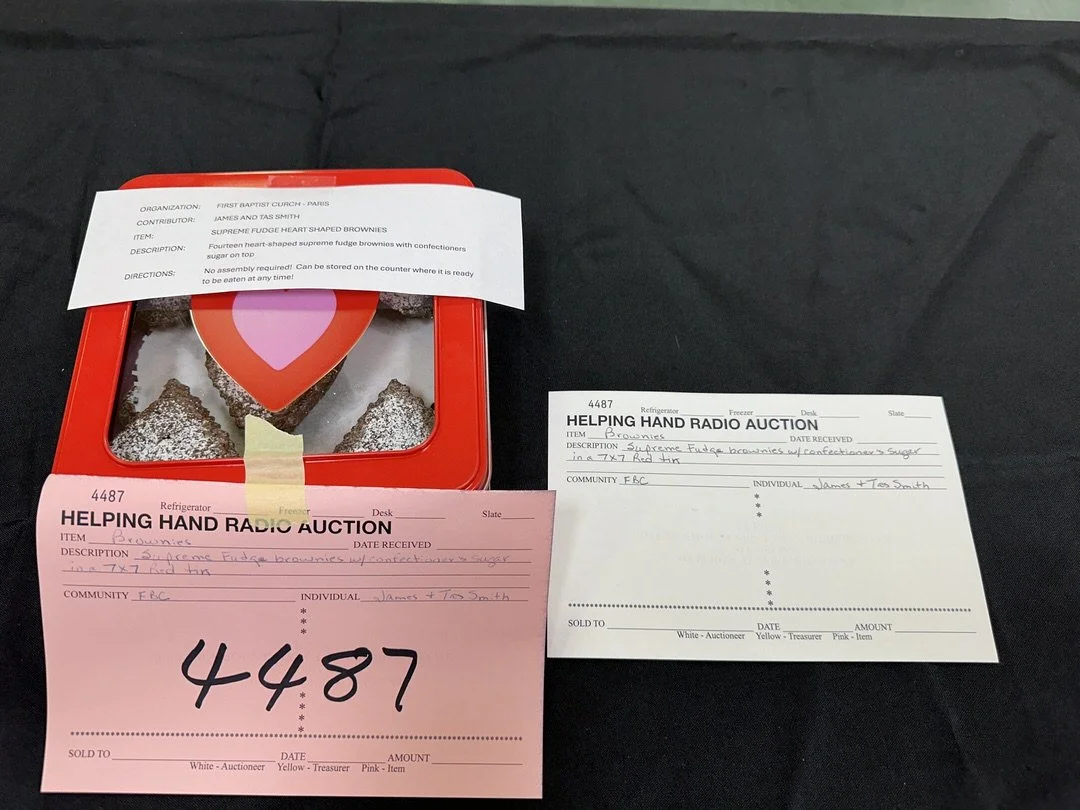 ORGANIZATION: FIRST BAPTIST CURCH - PARIS
CONTRIBUTOR: JAMES AND TAS SMITH
ITEM: SUPREME FUDGE HEART SHAPED BROWNIES
DESCRIPTION: Fourteen heart-shaped supreme fudge brownies with confectioners
sugar on top
DIRECTIONS: No assembly required! Can be stored on the counter where it is ready
to be eaten at any time!
4487
Refrigerator Freezer Desk Slate
HELPING HAND RADIO AUCTION
ITEM Brownies DATE RECEIVED
DESCRIPTION Supreme Fudge brownies w/ confectioner's Sugar
in a 7x7 Red tin
COMMUNITY FBC INDIVIDUAL James + Tas Smith
4487
SOLD TO DATE AMOUNT
White - Auctioneer Yellow - Treasurer Pink - Item
4487
Refrigerator Freezer Desk Slate
HELPING HAND RADIO AUCTION
ITEM Brownies DATE RECEIVED
DESCRIPTION Supreme Fudge brownies w/ confectioner's Sugar
in a 7x7 Red tin
COMMUNITY FBC INDIVIDUAL James + Tas Smith
SOLD TO DATE AMOUNT
White - Auctioneer Yellow - Treasurer Pink - Item